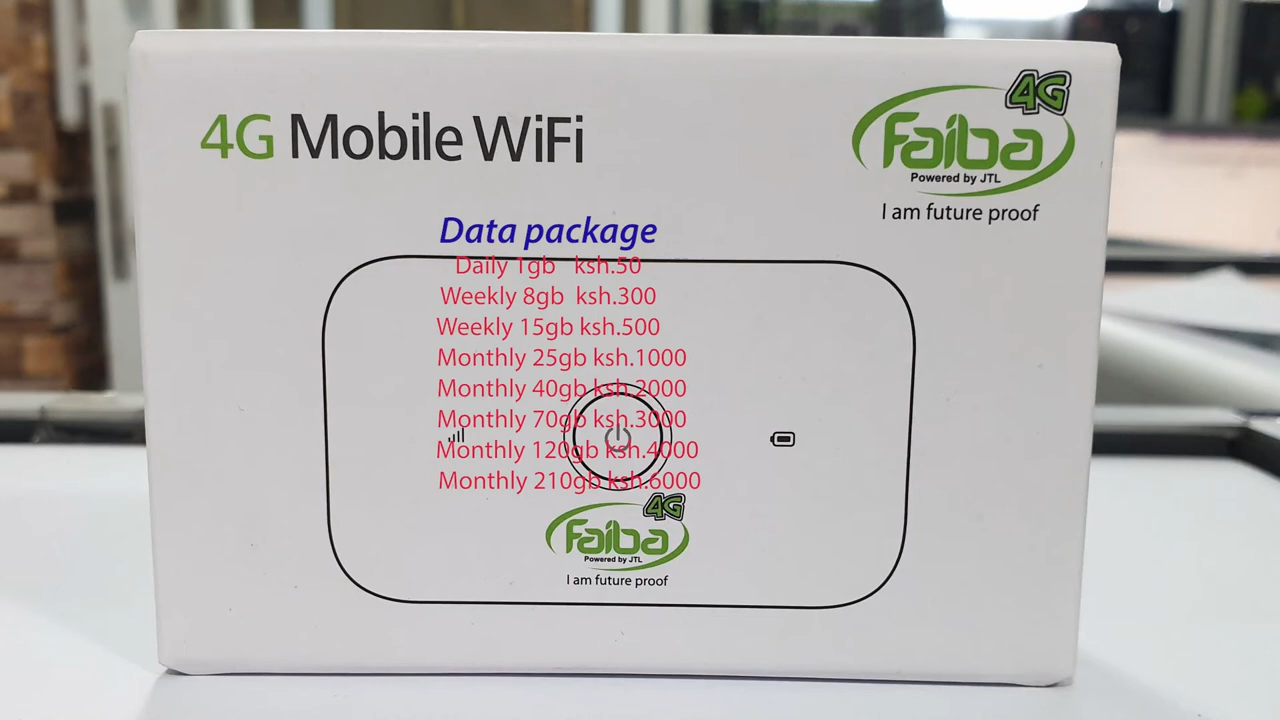 4G Mobile WiFi
4G
Faiba
Powered by JTL
I am future proof
Data package
Daily 1gb ksh.50
Weekly 8gb ksh.300
Weekly 15gb ksh.500
Monthly 25gb ksh.1000
Monthly 40gb ksh.2000
Monthly 70gb ksh.3000
Monthly 120gb ksh.4000
Monthly 210gb ksh.6000
4G
Faiba
Powered by JTL
I am future proof